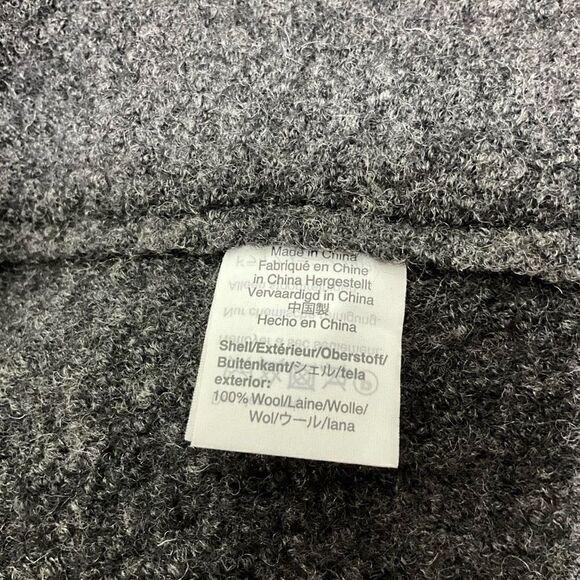 Made in China
Fabriqué en Chine
in China Hergestellt
Vervaardigd in China
中国製
Hecho en China
Shell/Extérieur/Oberstoff/
Buitenkant/シェル/tela
exterior:
100% Wool/Laine/Wolle/
Wol/ウール/lana